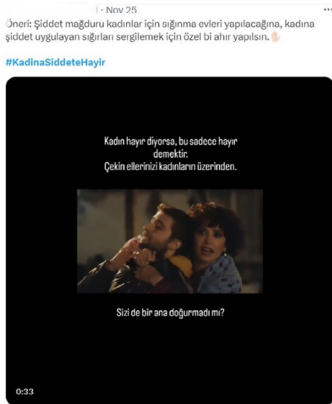 · Nov 25
Öneri: Şiddet mağduru kadınlar için sığınma evleri yapılacağına, kadına
şiddet uygulayan sığırları sergilemek için özel bi ahır yapılsın.✋🏻
#KadinaSiddeteHayir
Kadın hayır diyorsa, bu sadece hayır
demektir.
Çekin ellerinizi kadınların üzerinden.
Sizi de bir ana doğurmadı mı?
0:33